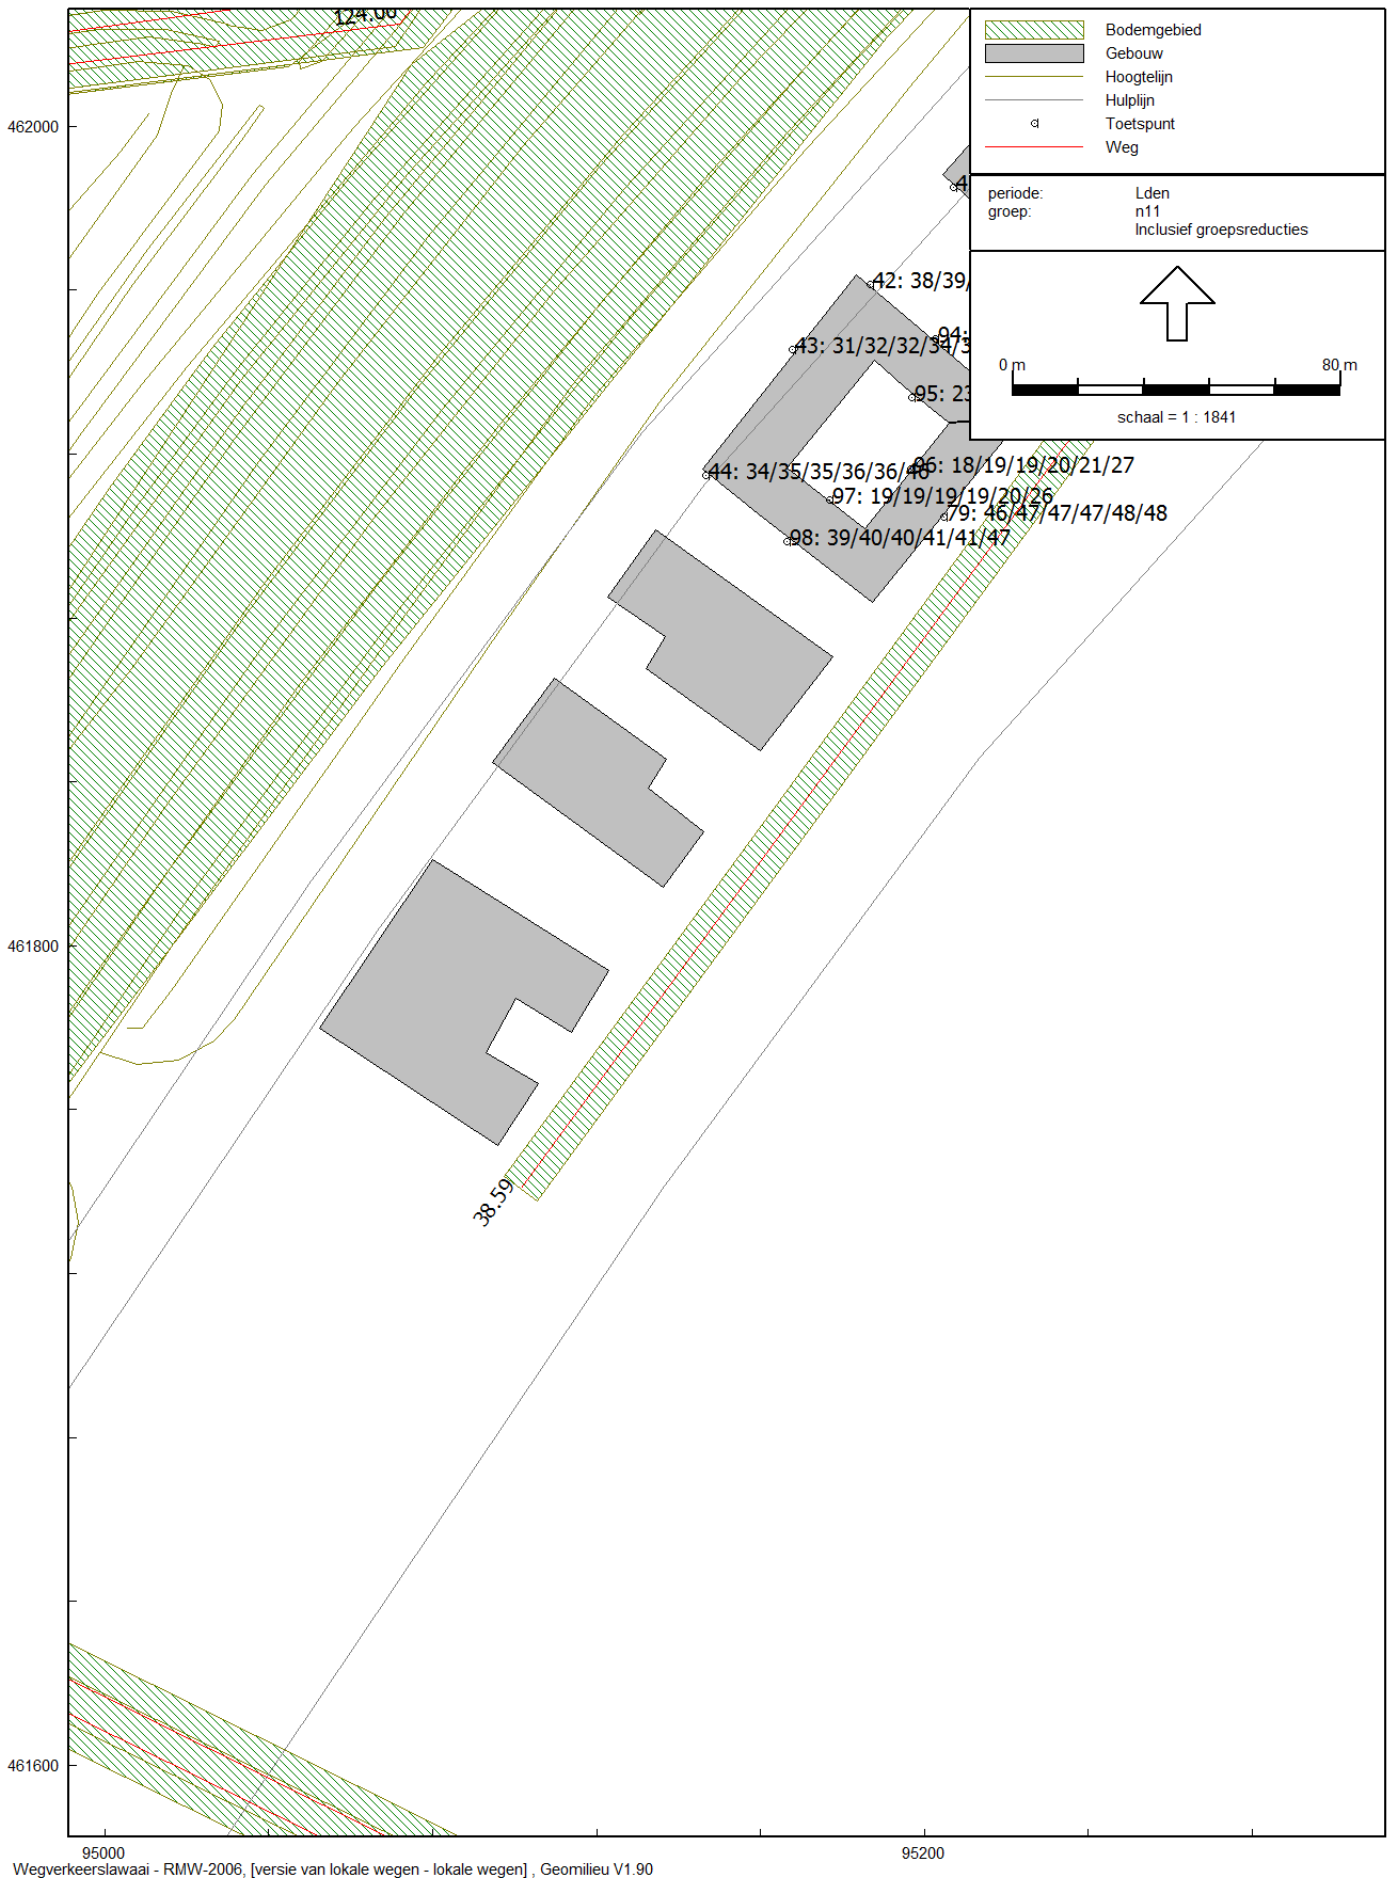 124.00
Bodemgebied
Gebouw
Hoogtelijn
Hulplijn
Toetspunt
Weg
periode: Lden
groep: n11
Inclusief groepsreducties
0 m 80 m
schaal = 1 : 1841
462000
42: 38/39/
94:
43: 31/32/32/34/3
95: 23
96: 18/19/19/20/21/27
44: 34/35/35/36/36/46
97: 19/19/19/19/20/26
79: 46/47/47/47/48/48
98: 39/40/40/41/41/47
461800
38.59
461600
95000 95200
Wegverkeerslawaai - RMW-2006, [versie van lokale wegen - lokale wegen] , Geomilieu V1.90